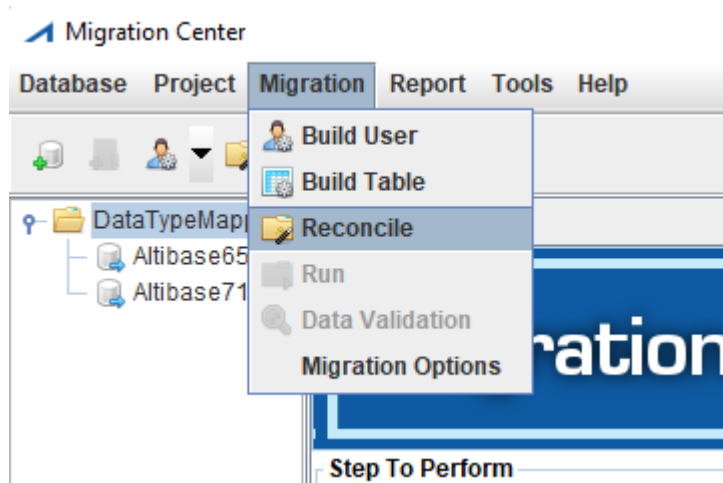 Migration Center
Database Project Migration Report Tools Help
Build User
Build Table
DataTypeMapp
Reconcile
Altibase65
Run
Altibase71
Data Validation
ration
Migration Options
Step To Perform